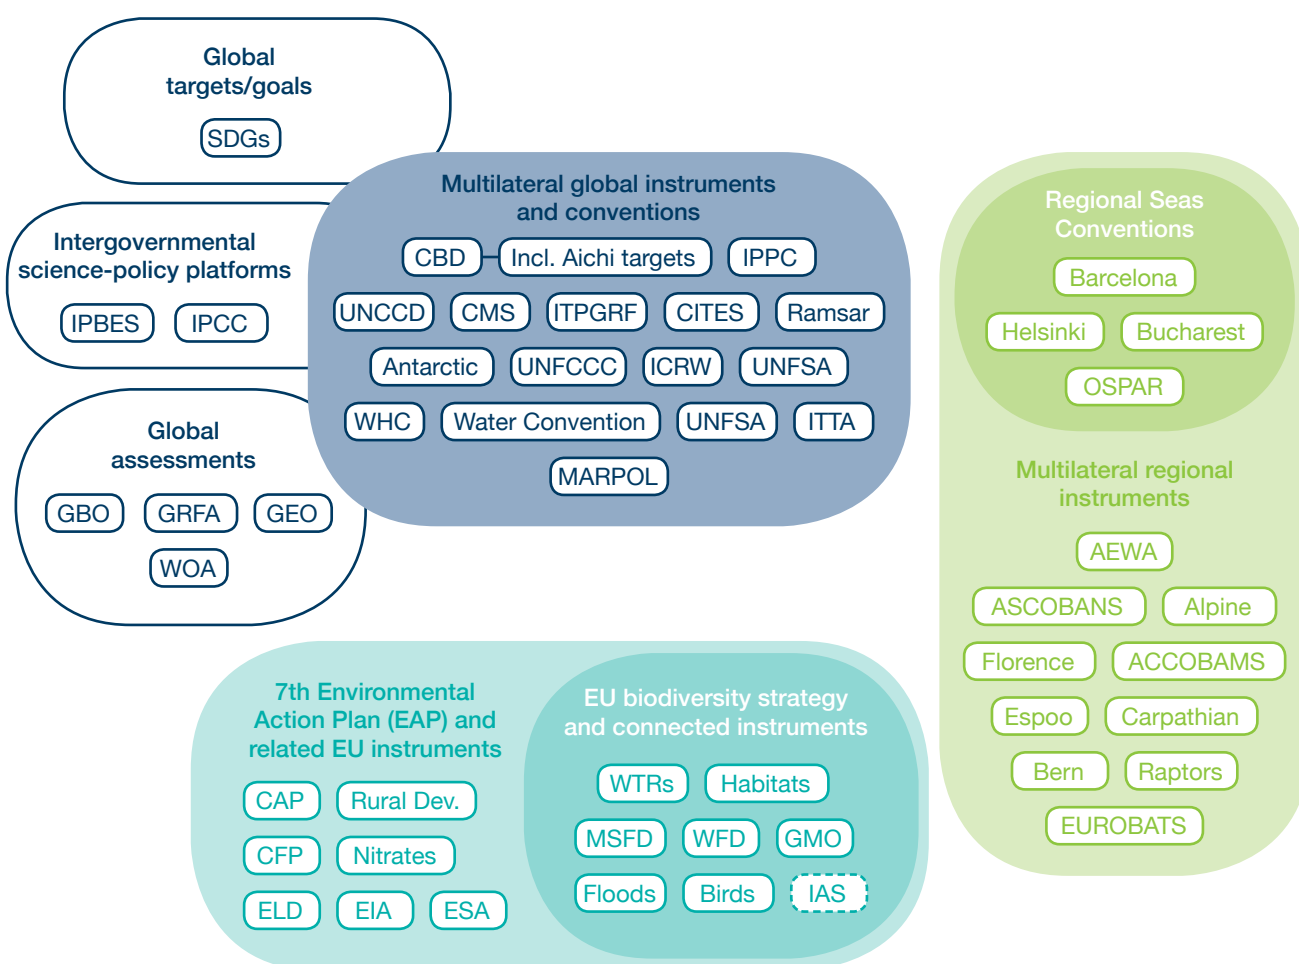 Global
targets/goals
SDGs
Intergovernmental
science-policy platforms
IPBES IPCC
Global
assessments
GBO GRFA GEO
WOA
Multilateral global instruments
and conventions
CBD Incl. Aichi targets IPPC
UNCCD CMS ITPGRF CITES Ramsar
Antarctic UNFCCC ICRW UNFSA
WHC Water Convention UNFSA ITTA
MARPOL
Regional Seas
Conventions
Barcelona
Helsinki Bucharest
OSPAR
Multilateral regional
instruments
AEWA
ASCOBANS Alpine
Florence ACCOBAMS
Espoo Carpathian
Bern Raptors
EUROBATS
7th Environmental
Action Plan (EAP) and
related EU instruments
CAP Rural Dev.
CFP Nitrates
ELD EIA ESA
EU biodiversity strategy
and connected instruments
WTRs Habitats
MSFD WFD GMO
Floods Birds IAS